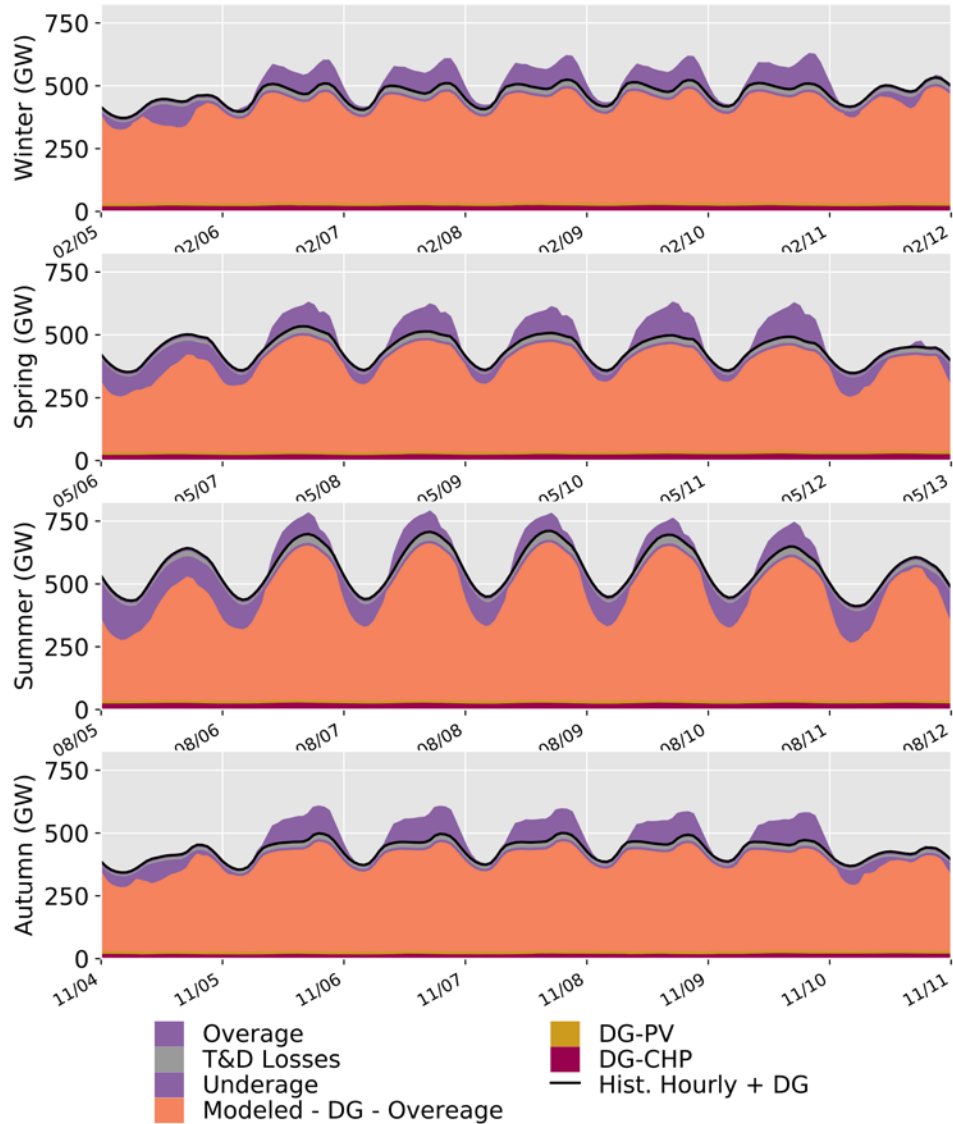 Winter (GW)
750
500
250
0
02/05 02/06 02/07 02/08 02/09 02/10 02/11 02/12
Spring (GW)
750
500
250
0
05/06 05/07 05/08 05/09 05/10 05/11 05/12 05/13
Summer (GW)
750
500
250
0
08/05 08/06 08/07 08/08 08/09 08/10 08/11 08/12
Autumn (GW)
750
500
250
0
11/04 11/05 11/06 11/07 11/08 11/09 11/10 11/11
Overage
T&D Losses
Underage
Modeled - DG - Overeage
DG-PV
DG-CHP
Hist. Hourly + DG